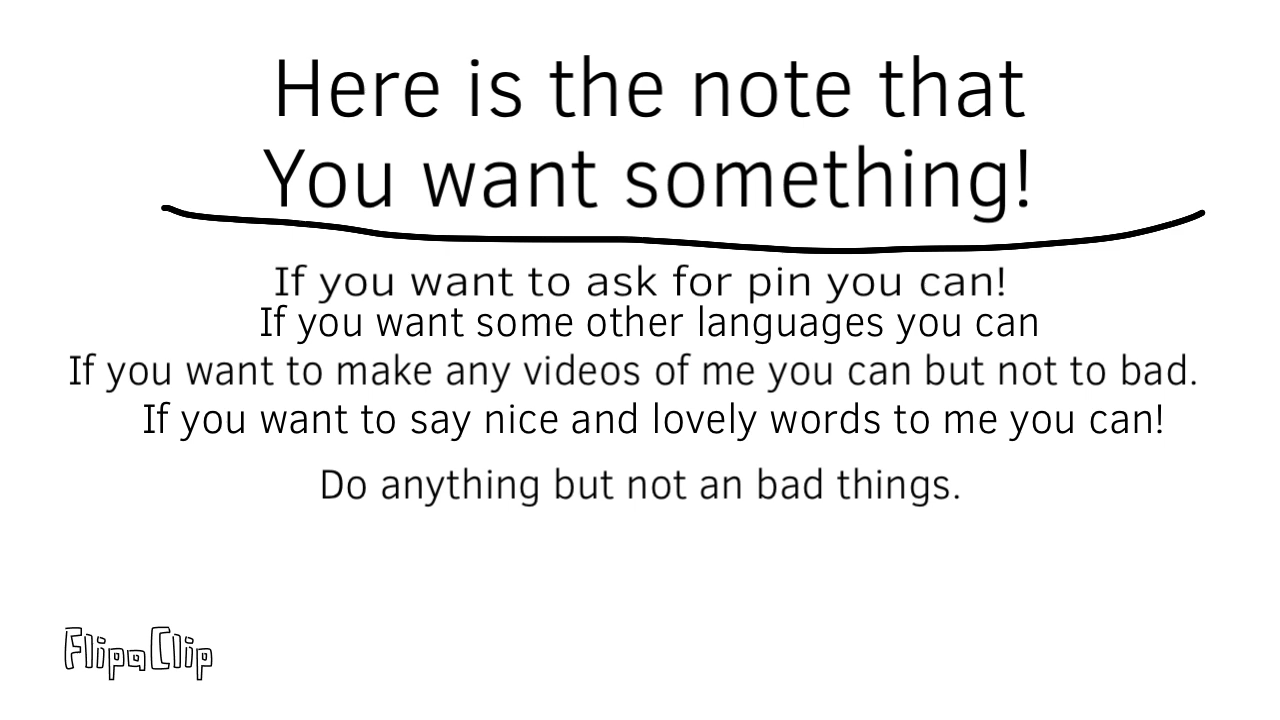 Here is the note that
You want something!
If you want to ask for pin you can!
If you want some other languages you can
If you want to make any videos of me you can but not to bad.
If you want to say nice and lovely words to me you can!
Do anything but not an bad things.
FlipaClip